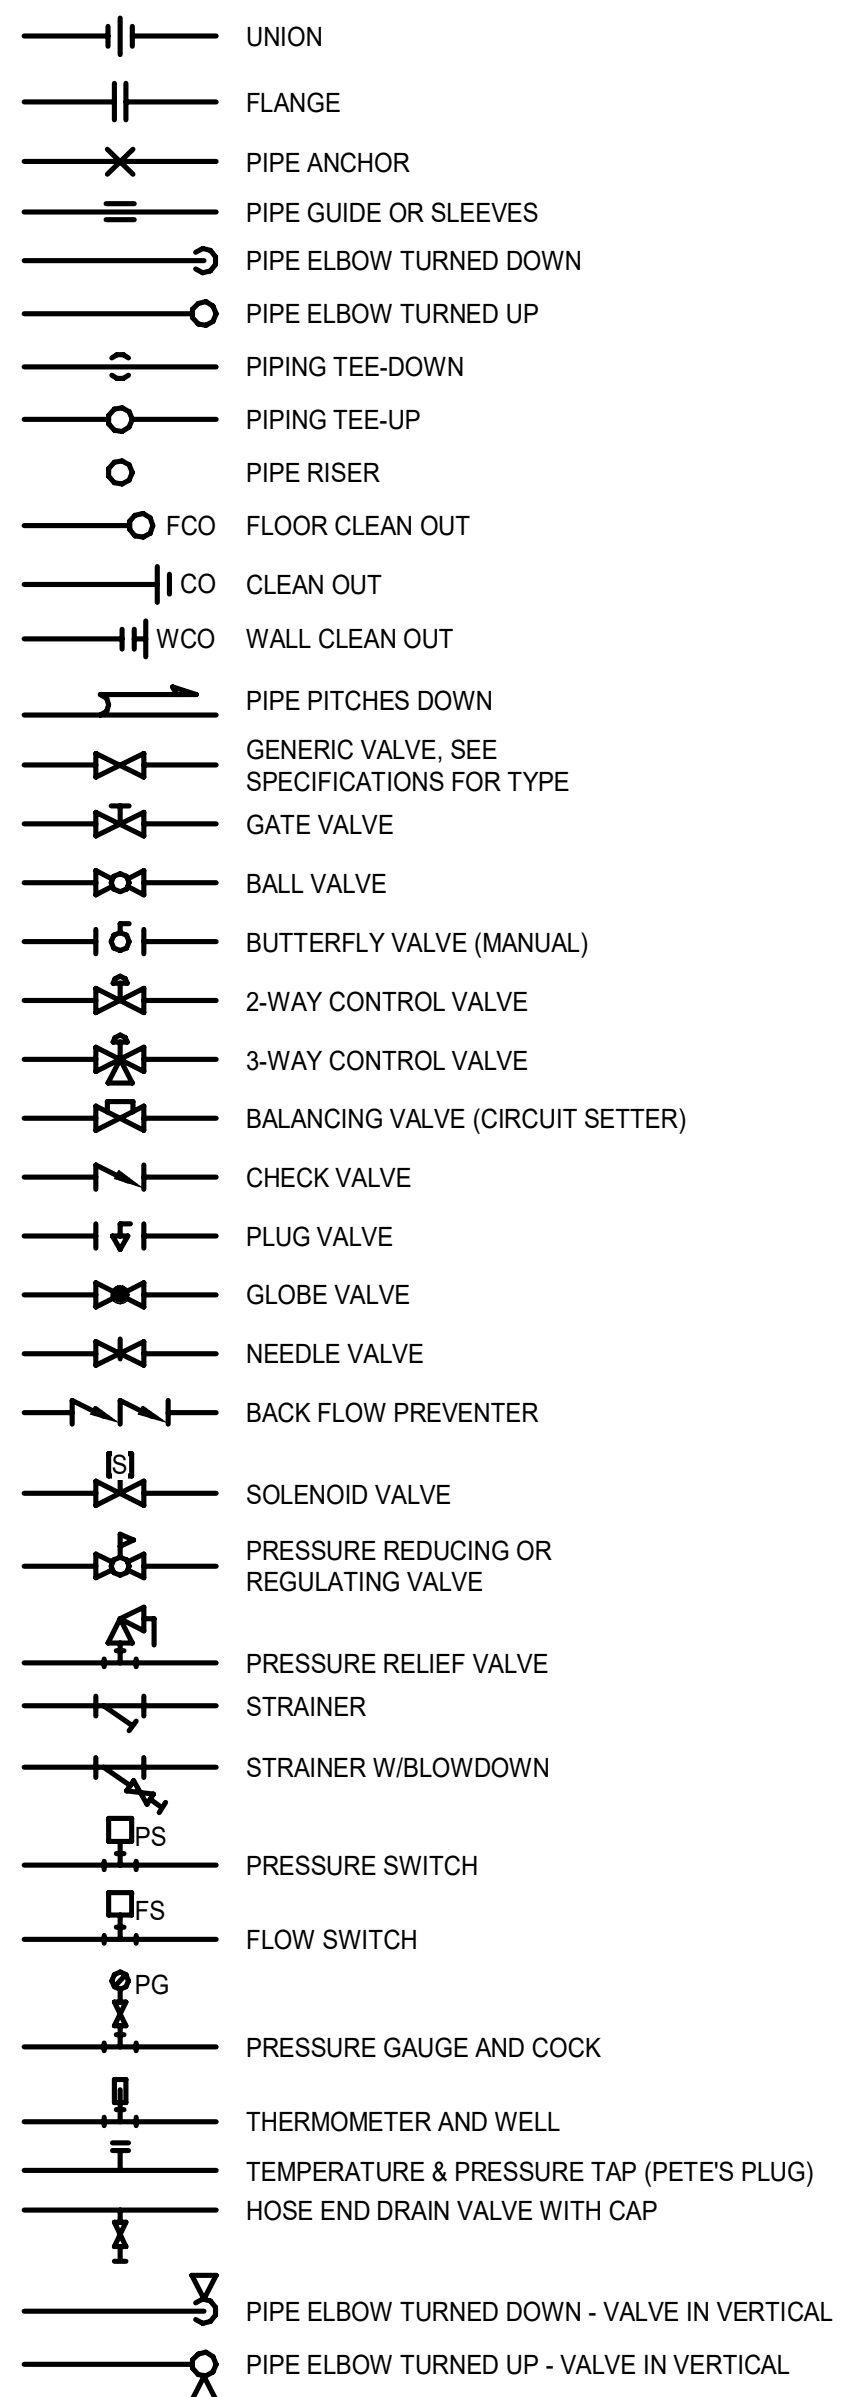 UNION
FLANGE
PIPE ANCHOR
PIPE GUIDE OR SLEEVES
PIPE ELBOW TURNED DOWN
PIPE ELBOW TURNED UP
PIPING TEE-DOWN
PIPING TEE-UP
PIPE RISER
FCO FLOOR CLEAN OUT
CO CLEAN OUT
WCO WALL CLEAN OUT
PIPE PITCHES DOWN
GENERIC VALVE, SEE
SPECIFICATIONS FOR TYPE
GATE VALVE
BALL VALVE
BUTTERFLY VALVE (MANUAL)
2-WAY CONTROL VALVE
3-WAY CONTROL VALVE
BALANCING VALVE (CIRCUIT SETTER)
CHECK VALVE
PLUG VALVE
GLOBE VALVE
NEEDLE VALVE
BACK FLOW PREVENTER
[S]
SOLENOID VALVE
PRESSURE REDUCING OR
REGULATING VALVE
PRESSURE RELIEF VALVE
STRAINER
STRAINER W/BLOWDOWN
PS
PRESSURE SWITCH
FS
FLOW SWITCH
PG
PRESSURE GAUGE AND COCK
THERMOMETER AND WELL
TEMPERATURE & PRESSURE TAP (PETE'S PLUG)
HOSE END DRAIN VALVE WITH CAP
PIPE ELBOW TURNED DOWN - VALVE IN VERTICAL
PIPE ELBOW TURNED UP - VALVE IN VERTICAL